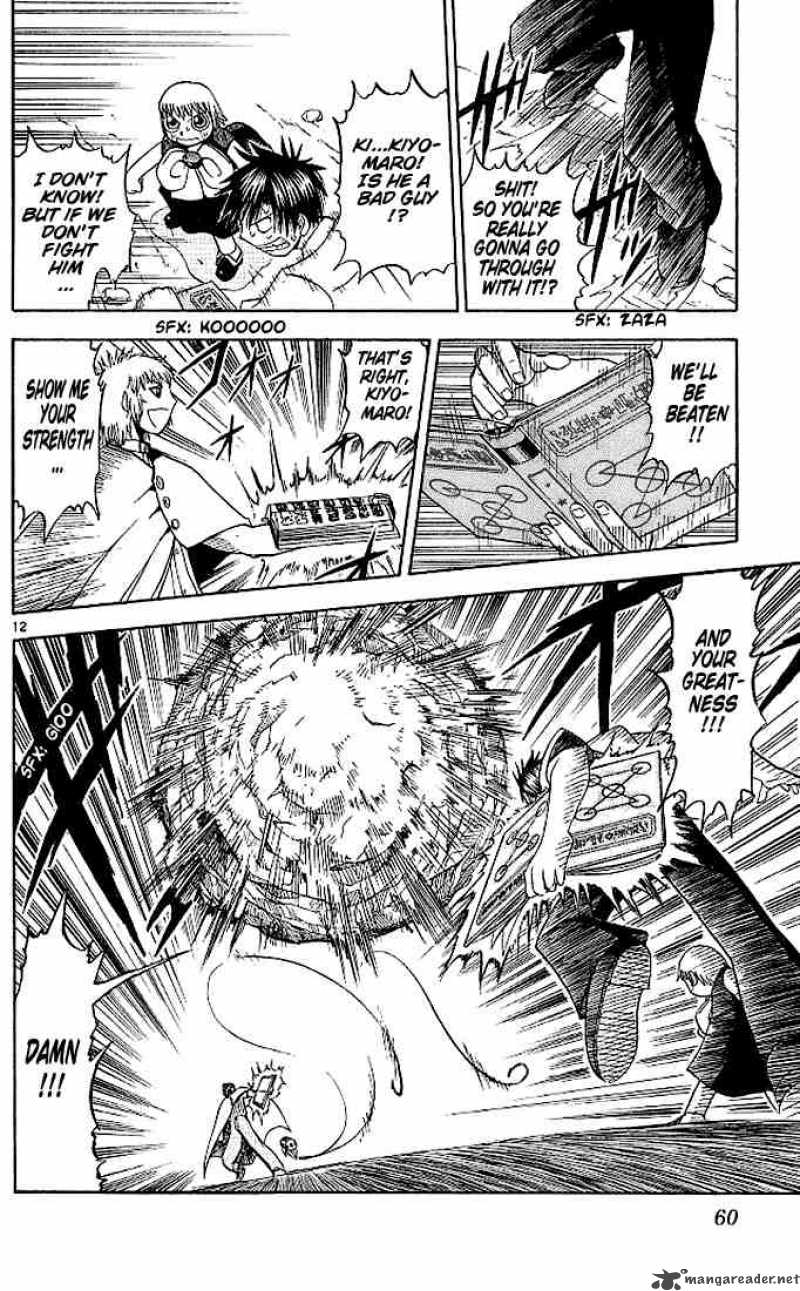 SHIT!
SO YOU'RE
REALLY
GONNA GO
THROUGH
WITH IT!?
SFX: ZAZA
KI...KIYO-
MARO!
IS HE A
BAD GUY
!?
I DON'T
KNOW!
BUT IF WE
DON'T
FIGHT
HIM
...
SFX: KOOOOOO
WE'LL
BE
BEATEN
!!
THAT'S
RIGHT,
KIYO-
MARO!
SHOW ME
YOUR
STRENGTH
...
12
AND
YOUR
GREAT-
NESS
!!!
SFX: GIOO
DAMN
!!!
60
mangareader.net